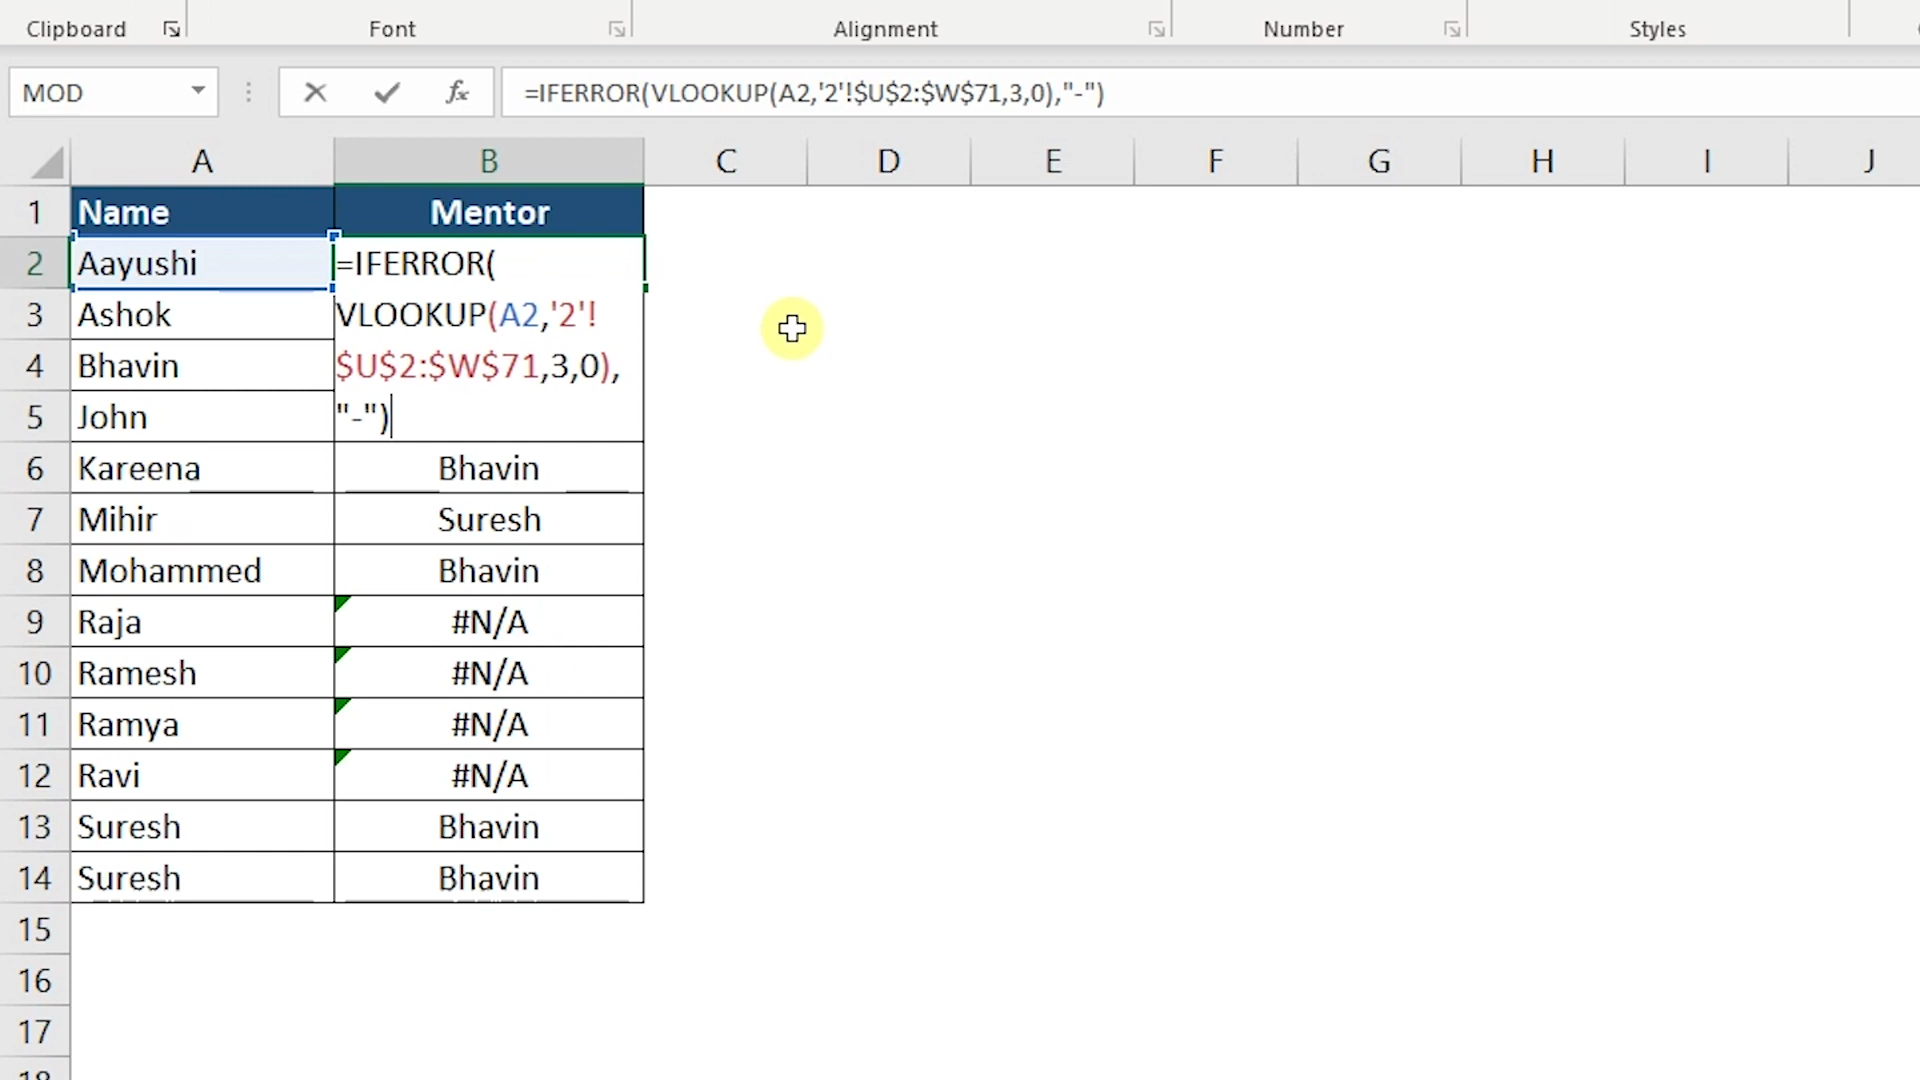 Clipboard Font Alignment Number Styles
MOD fx =IFERROR(VLOOKUP(A2,'2'!$U$2:$W$71,3,0),"-")
A B C D E F G H I J
1 Name Mentor
2 Aayushi =IFERROR(
3 Ashok VLOOKUP(A2,'2'!
4 Bhavin $U$2:$W$71,3,0),
5 John "-")
6 Kareena Bhavin
7 Mihir Suresh
8 Mohammed Bhavin
9 Raja #N/A
10 Ramesh #N/A
11 Ramya #N/A
12 Ravi #N/A
13 Suresh Bhavin
14 Suresh Bhavin
15
16
17